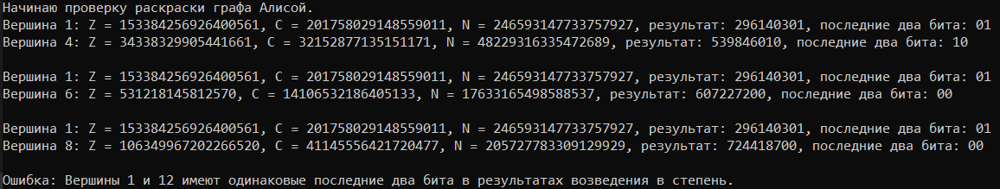 Начинаю проверку раскраски графа Алисой.
Вершина 1: Z = 153384256926400561, C = 201758029148559011, N = 246593147733757927, результат: 296140301, последние два бита: 01
Вершина 4: Z = 34338329905441661, C = 32152877135151171, N = 48229316335472689, результат: 539846010, последние два бита: 10
Вершина 1: Z = 153384256926400561, C = 201758029148559011, N = 246593147733757927, результат: 296140301, последние два бита: 01
Вершина 6: Z = 531218145812570, C = 14106532186405133, N = 17633165498588537, результат: 607227200, последние два бита: 00
Вершина 1: Z = 153384256926400561, C = 201758029148559011, N = 246593147733757927, результат: 296140301, последние два бита: 01
Вершина 8: Z = 106349967202266520, C = 41145556421720477, N = 205727783309129929, результат: 724418700, последние два бита: 00
Ошибка: Вершины 1 и 12 имеют одинаковые последние два бита в результатах возведения в степень.